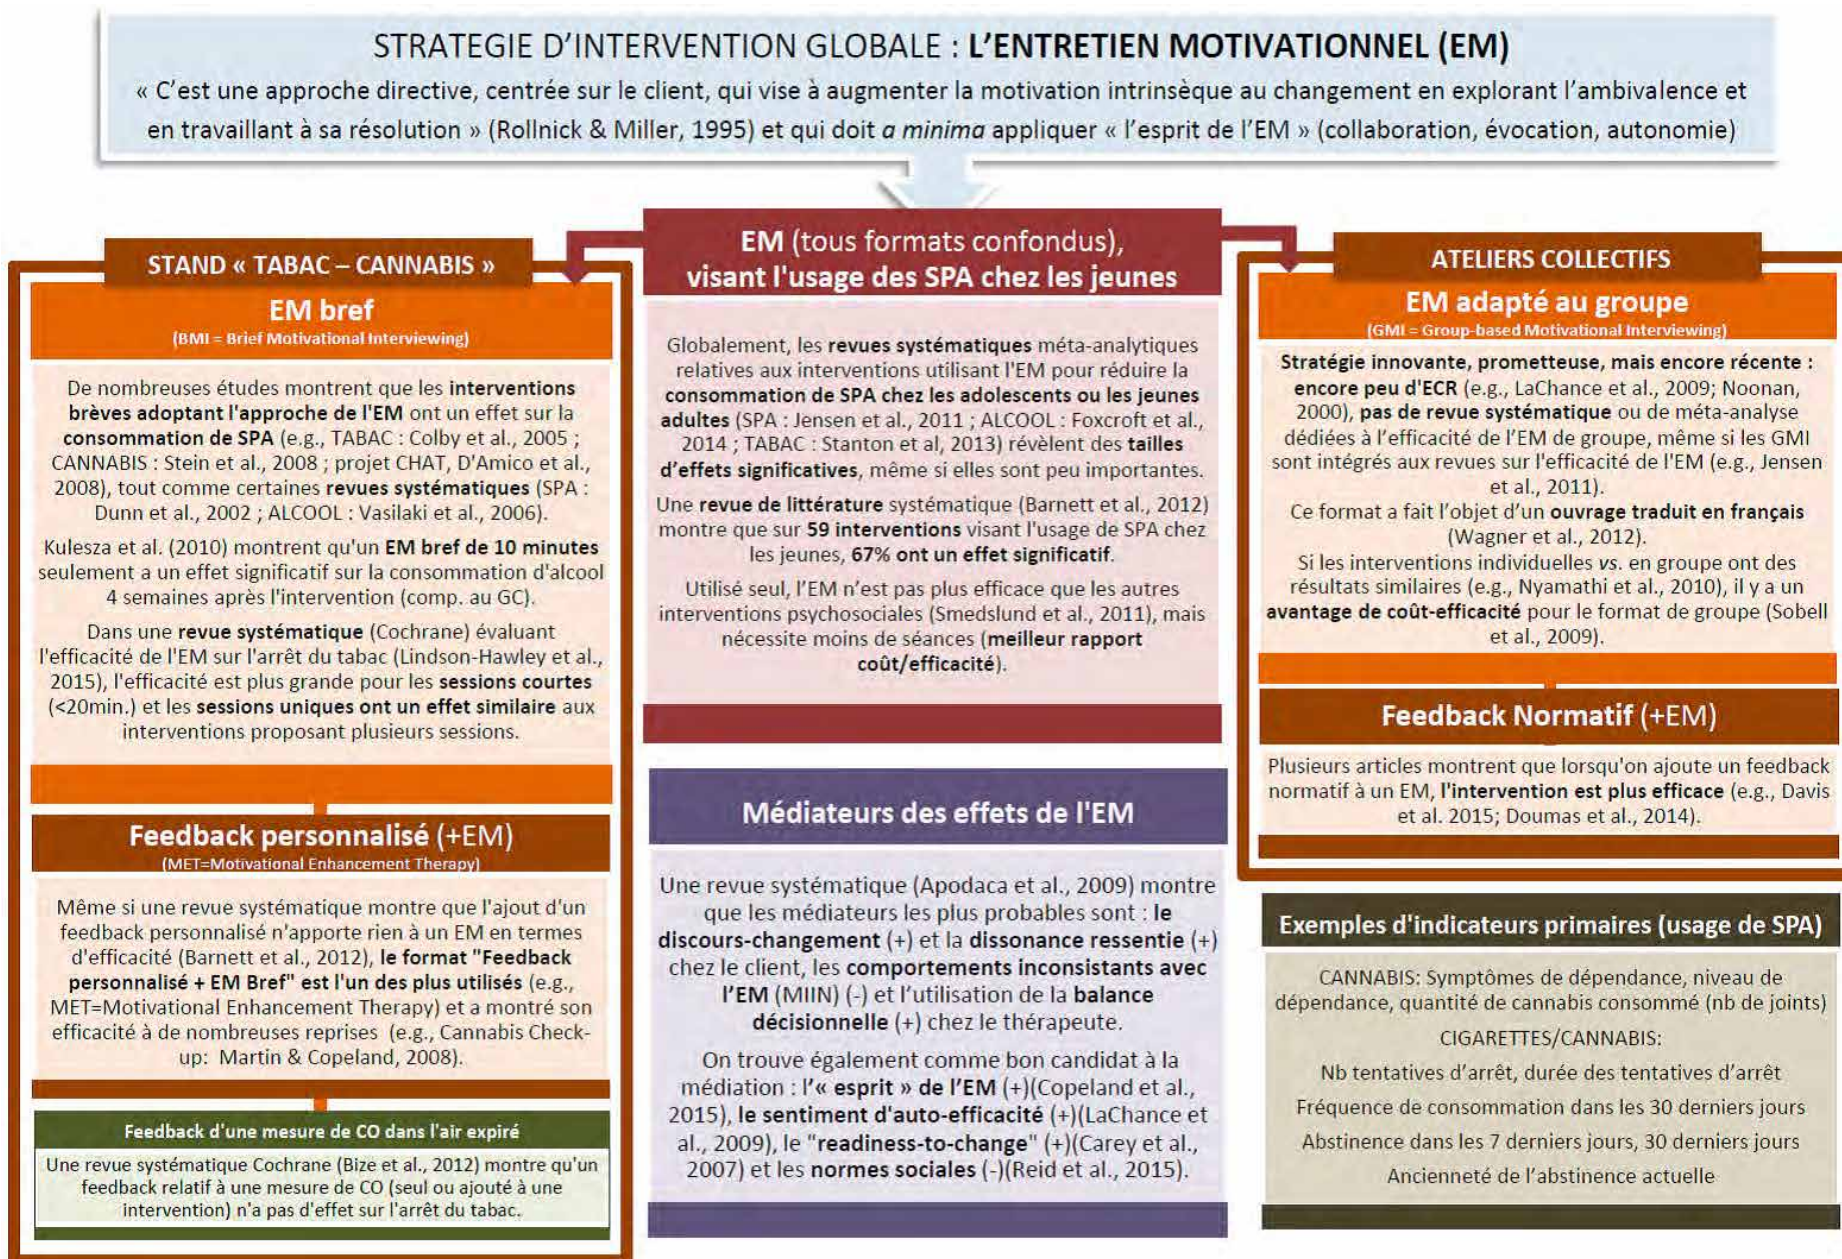 STRATEGIE D'INTERVENTION GLOBALE : L'ENTRETIEN MOTIVATIONNEL (EM)
« C'est une approche directive, centrée sur le client, qui vise à augmenter la motivation intrinsèque au changement en explorant l'ambivalence et
en travaillant à sa résolution » (Rollnick & Miller, 1995) et qui doit a minima appliquer « l'esprit de l'EM » (collaboration, évocation, autonomie)
STAND « TABAC – CANNABIS »
EM bref
(BMI = Brief Motivational Interviewing)
De nombreuses études montrent que les interventions
brèves adoptant l'approche de l'EM ont un effet sur la
consommation de SPA (e.g., TABAC : Colby et al., 2005 ;
CANNABIS : Stein et al., 2008 ; projet CHAT, D'Amico et al.,
2008), tout comme certaines revues systématiques (SPA :
Dunn et al., 2002 ; ALCOOL : Vasilaki et al., 2006).
Kulesza et al. (2010) montrent qu'un EM bref de 10 minutes
seulement a un effet significatif sur la consommation d'alcool
4 semaines après l'intervention (comp. au GC).
Dans une revue systématique (Cochrane) évaluant
l'efficacité de l'EM sur l'arrêt du tabac (Lindson-Hawley et al.,
2015), l'efficacité est plus grande pour les sessions courtes
(<20min.) et les sessions uniques ont un effet similaire aux
interventions proposant plusieurs sessions.
Feedback personnalisé (+EM)
(MET=Motivational Enhancement Therapy)
Même si une revue systématique montre que l'ajout d'un
feedback personnalisé n'apporte rien à un EM en termes
d'efficacité (Barnett et al., 2012), le format "Feedback
personnalisé + EM Bref" est l'un des plus utilisés (e.g.,
MET=Motivational Enhancement Therapy) et a montré son
efficacité à de nombreuses reprises (e.g., Cannabis Check-
up: Martin & Copeland, 2008).
Feedback d'une mesure de CO dans l'air expiré
Une revue systématique Cochrane (Bize et al., 2012) montre qu'un
feedback relatif à une mesure de CO (seul ou ajouté à une
intervention) n'a pas d'effet sur l'arrêt du tabac.
EM (tous formats confondus),
visant l'usage des SPA chez les jeunes
Globalement, les revues systématiques méta-analytiques
relatives aux interventions utilisant l'EM pour réduire la
consommation de SPA chez les adolescents ou les jeunes
adultes (SPA : Jensen et al., 2011 ; ALCOOL : Foxcroft et al.,
2014 ; TABAC : Stanton et al, 2013) révèlent des tailles
d'effets significatives, même si elles sont peu importantes.
Une revue de littérature systématique (Barnett et al., 2012)
montre que sur 59 interventions visant l'usage de SPA chez
les jeunes, 67% ont un effet significatif.
Utilisé seul, l'EM n'est pas plus efficace que les autres
interventions psychosociales (Smedslund et al., 2011), mais
nécessite moins de séances (meilleur rapport
coût/efficacité).
Médiateurs des effets de l'EM
Une revue systématique (Apodaca et al., 2009) montre
que les médiateurs les plus probables sont : le
discours-changement (+) et la dissonance ressentie (+)
chez le client, les comportements inconsistants avec
l'EM (MIIN) (-) et l'utilisation de la balance
décisionnelle (+) chez le thérapeute.
On trouve également comme bon candidat à la
médiation : l'« esprit » de l'EM (+)(Copeland et al.,
2015), le sentiment d'auto-efficacité (+)(LaChance et
al., 2009), le "readiness-to-change" (+)(Carey et al.,
2007) et les normes sociales (-)(Reid et al., 2015).
ATELIERS COLLECTIFS
EM adapté au groupe
(GMI = Group-based Motivational Interviewing)
Stratégie innovante, prometteuse, mais encore récente :
encore peu d'ECR (e.g., LaChance et al., 2009; Noonan,
2000), pas de revue systématique ou de méta-analyse
dédiées à l'efficacité de l'EM de groupe, même si les GMI
sont intégrés aux revues sur l'efficacité de l'EM (e.g., Jensen
et al., 2011).
Ce format a fait l'objet d'un ouvrage traduit en français
(Wagner et al., 2012).
Si les interventions individuelles vs. en groupe ont des
résultats similaires (e.g., Nyamathi et al., 2010), il y a un
avantage de coût-efficacité pour le format de groupe (Sobell
et al., 2009).
Feedback Normatif (+EM)
Plusieurs articles montrent que lorsqu'on ajoute un feedback
normatif à un EM, l'intervention est plus efficace (e.g., Davis
et al. 2015; Doumas et al., 2014).
Exemples d'indicateurs primaires (usage de SPA)
CANNABIS: Symptômes de dépendance, niveau de
dépendance, quantité de cannabis consommé (nb de joints)
CIGARETTES/CANNABIS:
Nb tentatives d'arrêt, durée des tentatives d'arrêt
Fréquence de consommation dans les 30 derniers jours
Abstinence dans les 7 derniers jours, 30 derniers jours
Ancienneté de l'abstinence actuelle